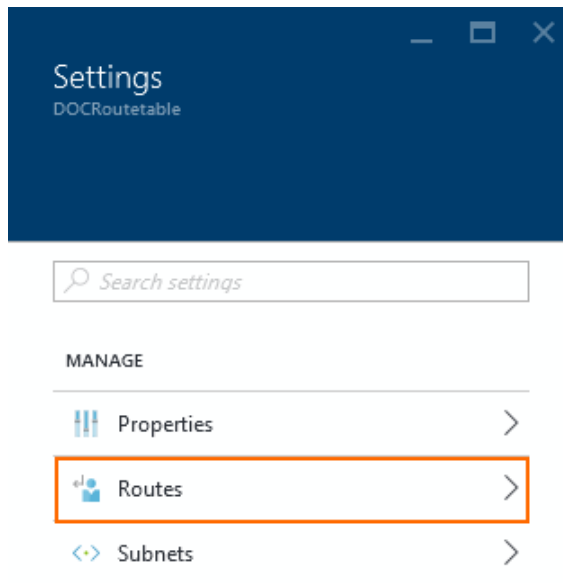 Settings
DOCRoutetable
Search settings
MANAGE
Properties
Routes
Subnets